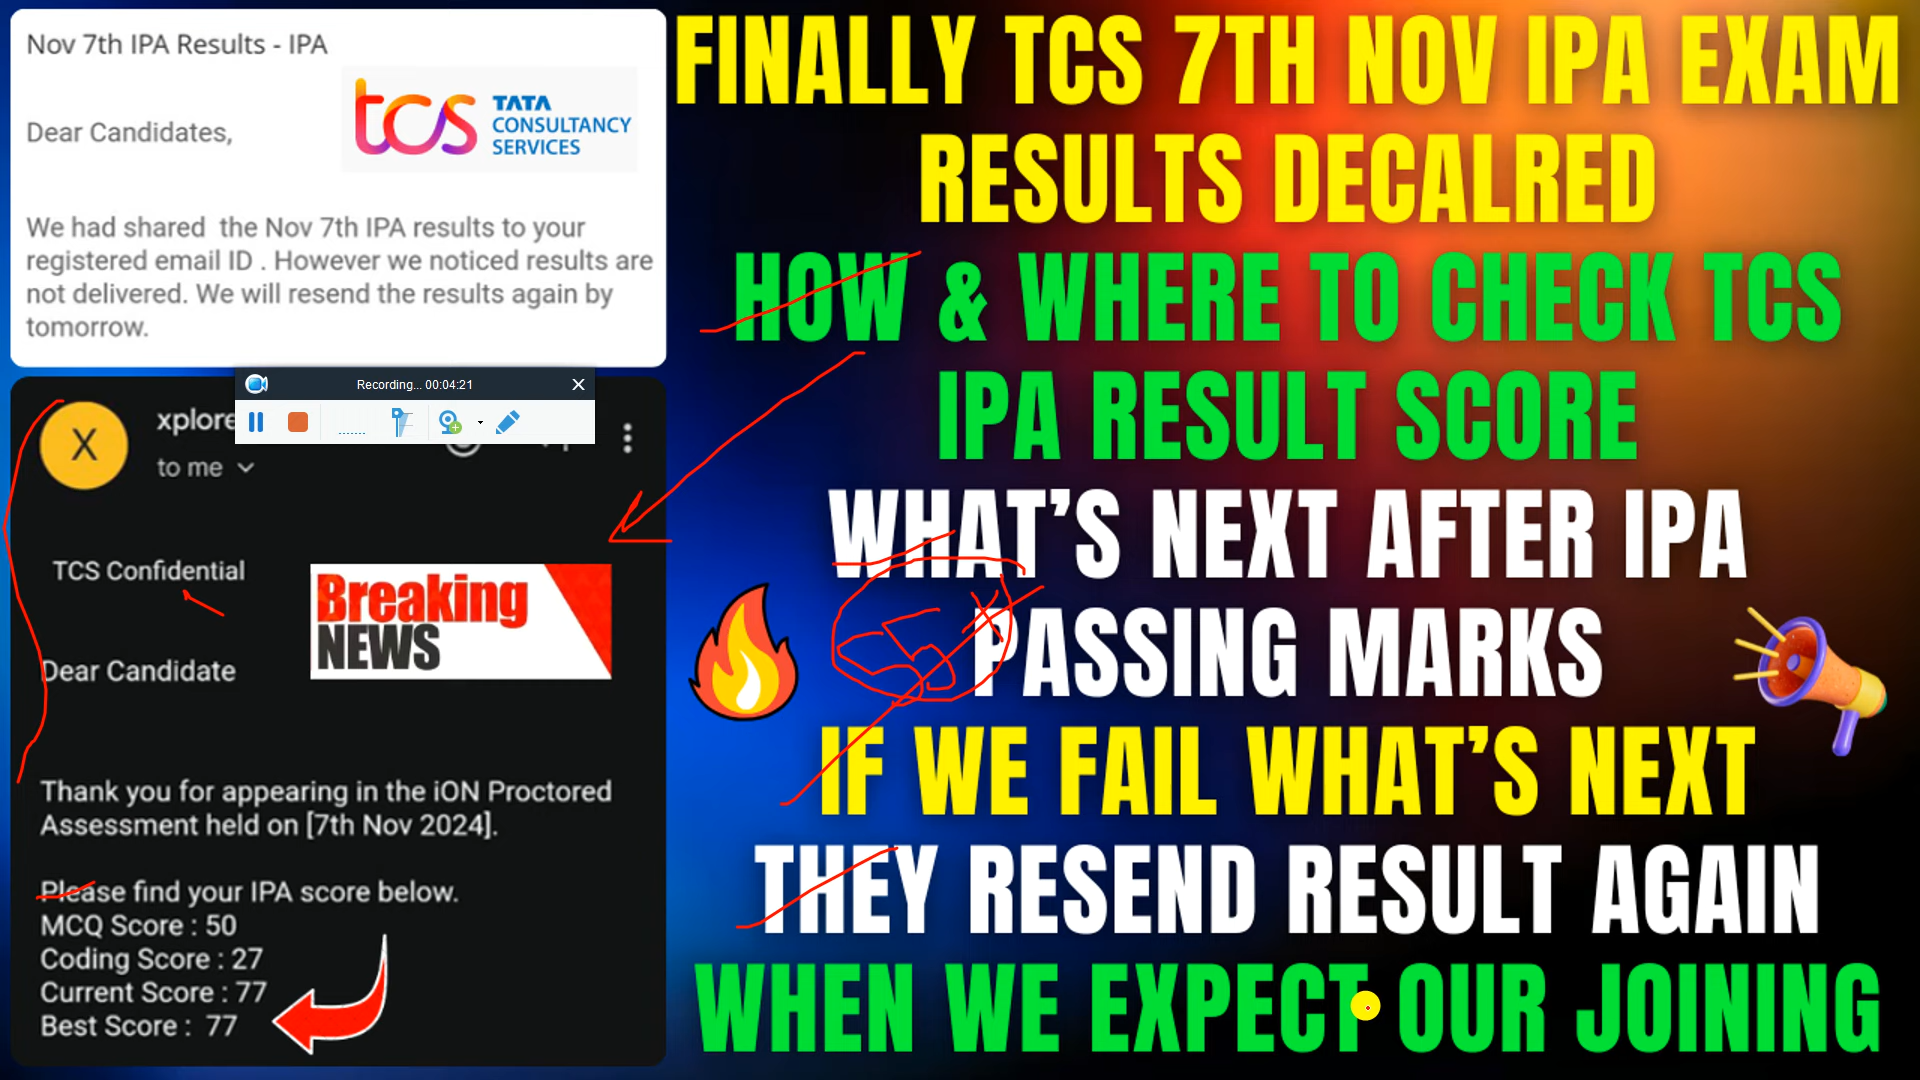 Nov 7th IPA Results - IPA
tcs TATA
CONSULTANCY
SERVICES
Dear Candidates,
We had shared the Nov 7th IPA results to your
registered email ID . However we noticed results are
not delivered. We will resend the results again by
tomorrow.
Recording... 00:04:21
X
xplore
to me
TCS Confidential
Breaking
NEWS
Dear Candidate
Thank you for appearing in the iON Proctored
Assessment held on [7th Nov 2024].
Please find your IPA score below.
MCQ Score : 50
Coding Score : 27
Current Score : 77
Best Score : 77
FINALLY TCS 7TH NOV IPA EXAM
RESULTS DECALRED
HOW & WHERE TO CHECK TCS
IPA RESULT SCORE
WHAT'S NEXT AFTER IPA
PASSING MARKS
IF WE FAIL WHAT'S NEXT
THEY RESEND RESULT AGAIN
WHEN WE EXPECT OUR JOINING